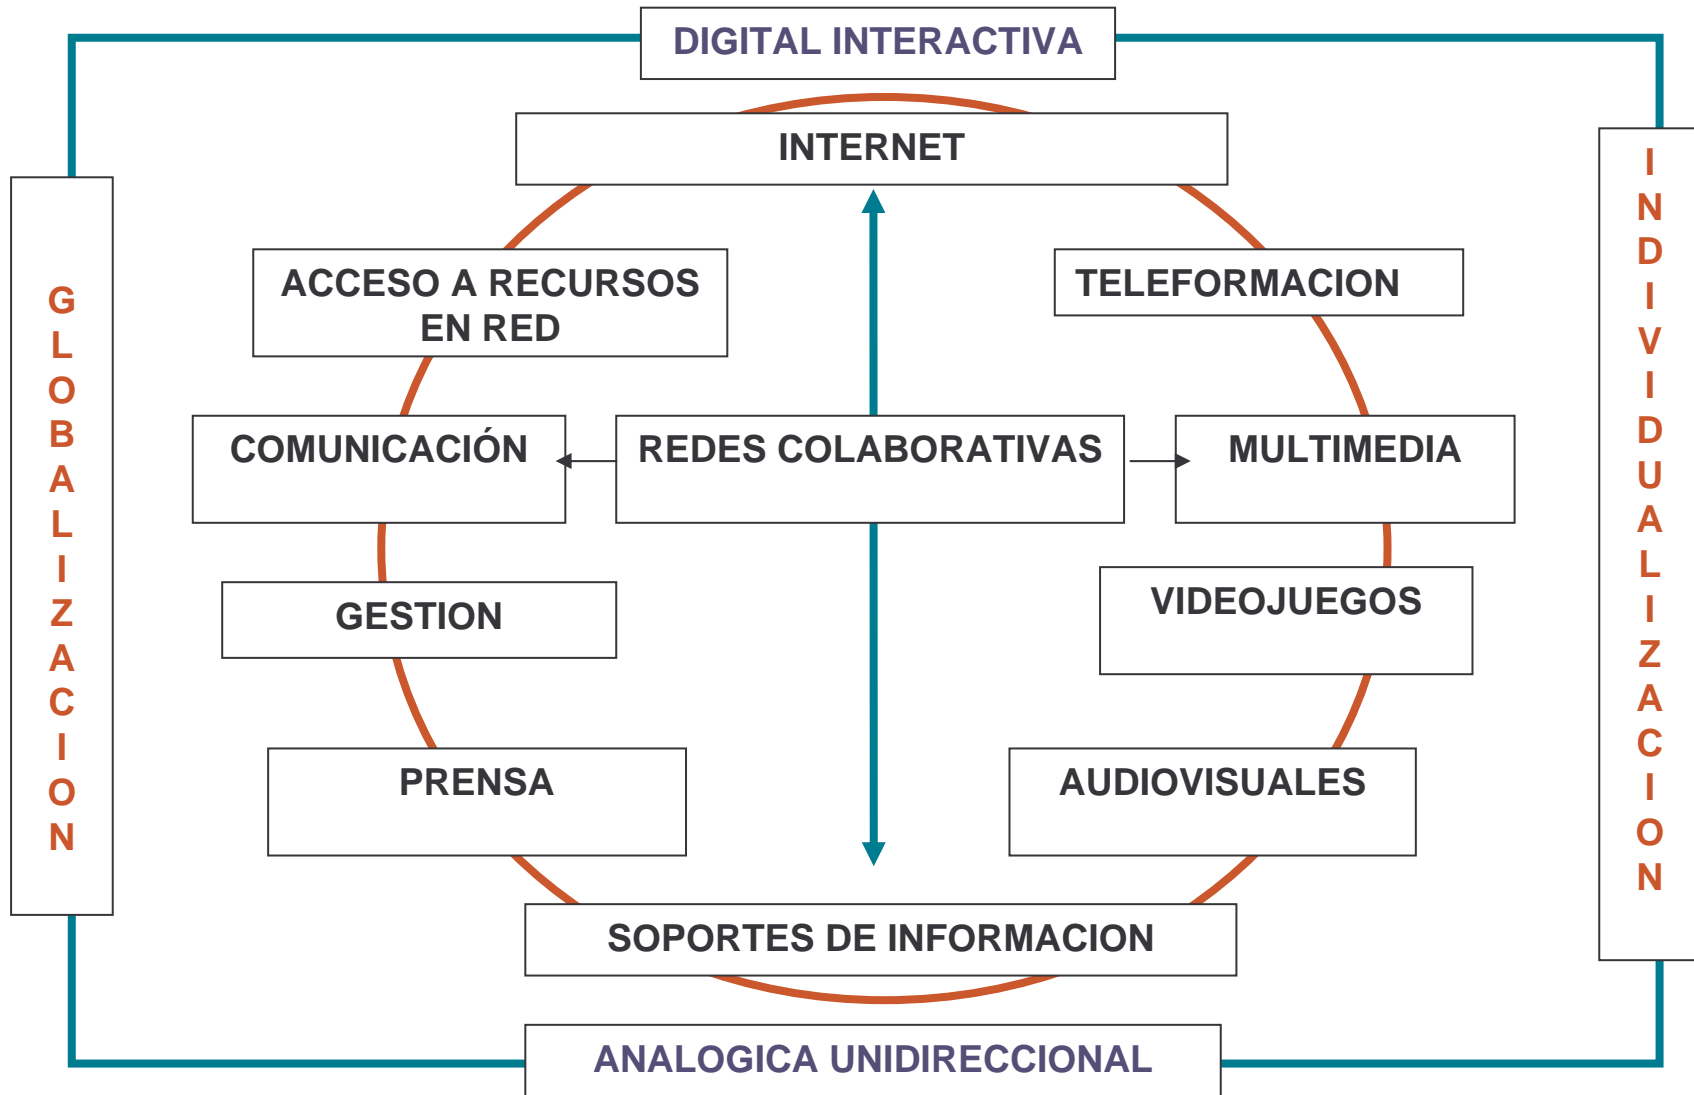 DIGITAL INTERACTIVA
INTERNET
ACCESO A RECURSOS
EN RED
TELEFORMACION
GLOBALIZACION
COMUNICACIÓN
REDES COLABORATIVAS
MULTIMEDIA
INDIVIDUALIZACION
GESTION
VIDEOJUEGOS
PRENSA
AUDIOVISUALES
SOPORTES DE INFORMACION
ANALOGICA UNIDIRECCIONAL